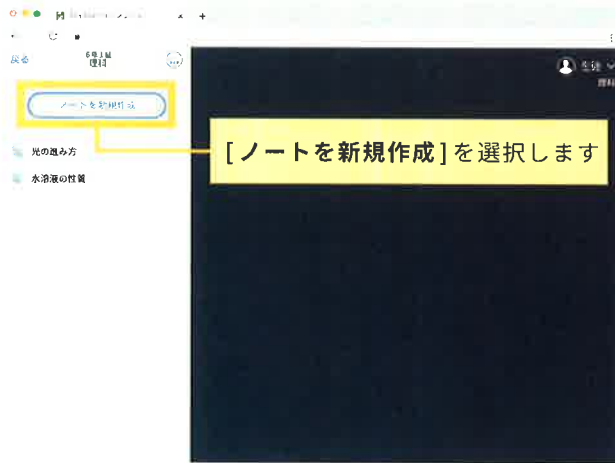 戻る
6年1組
理科
生徒
理科
ノートを新規作成
[ノートを新規作成]を選択します
光の進み方
水溶液の性質